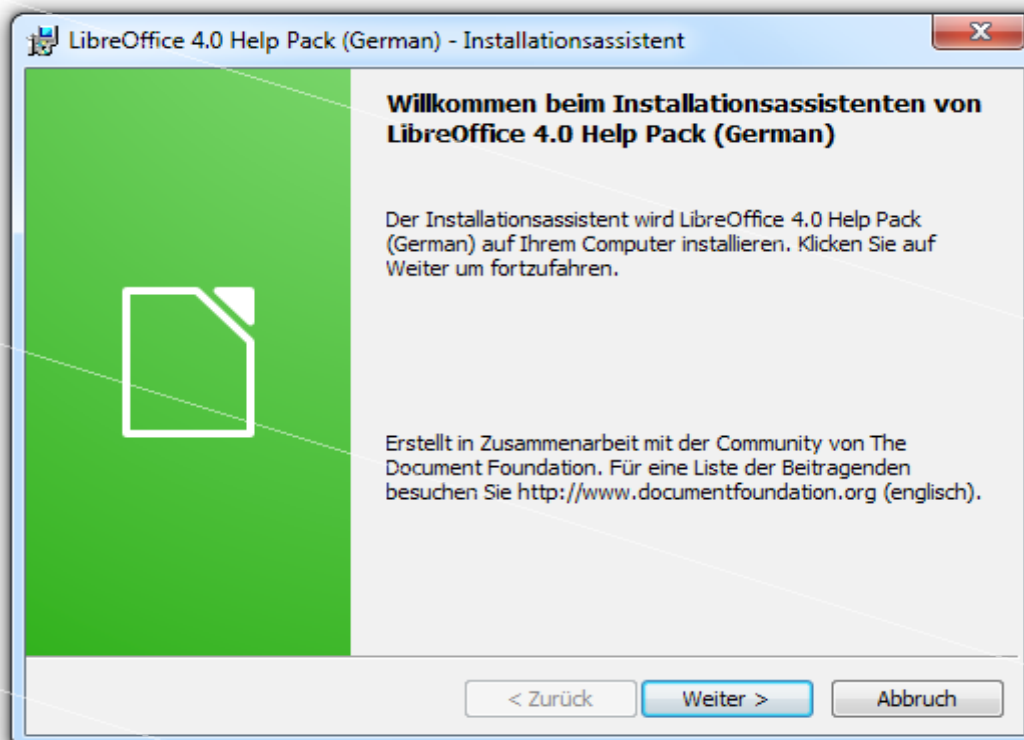 LibreOffice 4.0 Help Pack (German) - Installationsassistent
Willkommen beim Installationsassistenten von
LibreOffice 4.0 Help Pack (German)
Der Installationsassistent wird LibreOffice 4.0 Help Pack
(German) auf Ihrem Computer installieren. Klicken Sie auf
Weiter um fortzufahren.
Erstellt in Zusammenarbeit mit der Community von The
Document Foundation. Für eine Liste der Beitragenden
besuchen Sie http://www.documentfoundation.org (englisch).
< Zurück Weiter > Abbruch